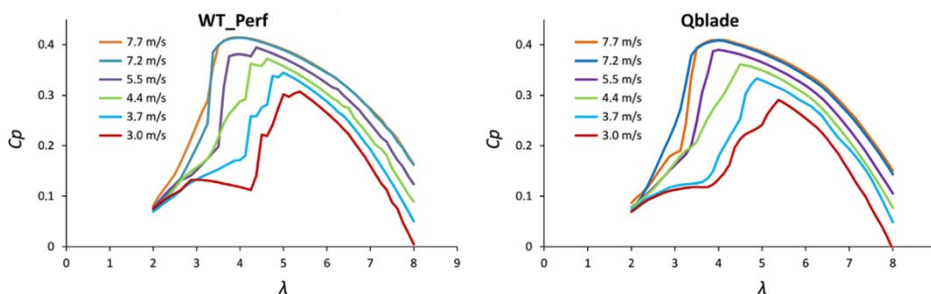 WT_Perf
Cp
0.4
0.3
0.2
0.1
0
7.7 m/s
7.2 m/s
5.5 m/s
4.4 m/s
3.7 m/s
3.0 m/s
0 1 2 3 4 5 6 7 8 9
λ
Qblade
Cp
0.4
0.3
0.2
0.1
0
7.7 m/s
7.2 m/s
5.5 m/s
4.4 m/s
3.7 m/s
3.0 m/s
0 1 2 3 4 5 6 7 8
λ